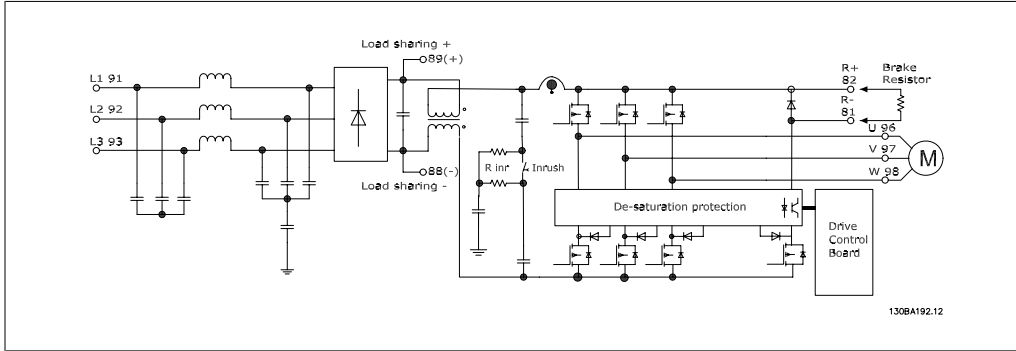 Load sharing +
89(+)
L1 91
L2 92
L3 93
88(-)
Load sharing -
R inr
Inrush
R+
82
Brake
Resistor
R-
81
U 96
V 97
W 98
M
De-saturation protection
Drive
Control
Board
130BA192.12